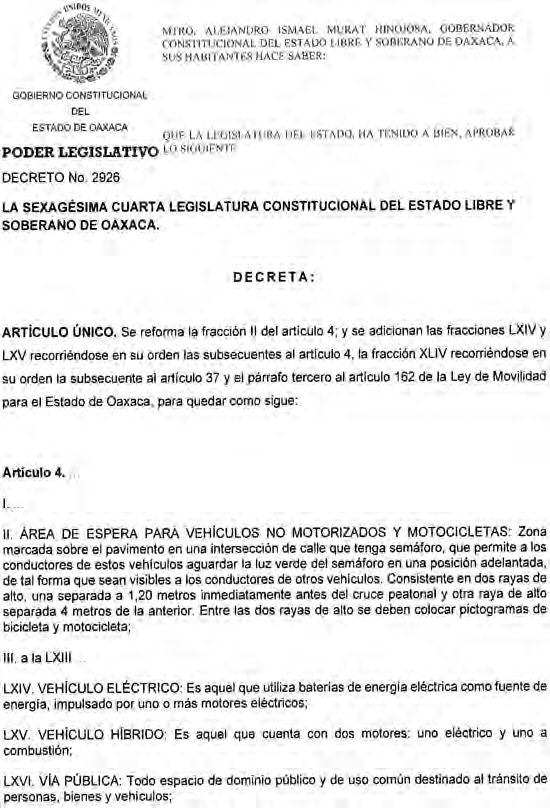 MTRO. ALEJANDRO ISMAEL MURAT HINOJOSA, GOBERNADOR
CONSTITUCIONAL DEL ESTADO LIBRE Y SOBERANO DE OAXACA, A
SUS HABITANTES HACE SABER:
GOBIERNO CONSTITUCIONAL
DEL
ESTADO DE OAXACA
PODER LEGISLATIVO
QUE LA LEGISLATURA DEL ESTADO, HA TENIDO A BIEN, APROBAR
LO SIGUIENTE
DECRETO No. 2926
LA SEXAGÉSIMA CUARTA LEGISLATURA CONSTITUCIONAL DEL ESTADO LIBRE Y
SOBERANO DE OAXACA.
DECRETA:
ARTÍCULO ÚNICO. Se reforma la fracción II del artículo 4; y se adicionan las fracciones LXIV y
LXV recorriéndose en su orden las subsecuentes al artículo 4, la fracción XLIV recorriéndose en
su orden la subsecuente al artículo 37 y el párrafo tercero al artículo 162 de la Ley de Movilidad
para el Estado de Oaxaca, para quedar como sigue:
Artículo 4. ...
I. ...
II. ÁREA DE ESPERA PARA VEHÍCULOS NO MOTORIZADOS Y MOTOCICLETAS: Zona
marcada sobre el pavimento en una intersección de calle que tenga semáforo, que permite a los
conductores de estos vehículos aguardar la luz verde del semáforo en una posición adelantada,
de tal forma que sean visibles a los conductores de otros vehículos. Consistente en dos rayas de
alto, una separada a 1,20 metros inmediatamente antes del cruce peatonal y otra raya de alto
separada 4 metros de la anterior. Entre las dos rayas de alto se deben colocar pictogramas de
bicicleta y motocicleta;
III. a la LXIII ...
LXIV. VEHÍCULO ELÉCTRICO: Es aquel que utiliza baterías de energía eléctrica como fuente de
energía, impulsado por uno o más motores eléctricos;
LXV. VEHÍCULO HÍBRIDO: Es aquel que cuenta con dos motores: uno eléctrico y uno a
combustión;
LXVI. VÍA PÚBLICA: Todo espacio de dominio público y de uso común destinado al tránsito de
personas, bienes y vehículos;